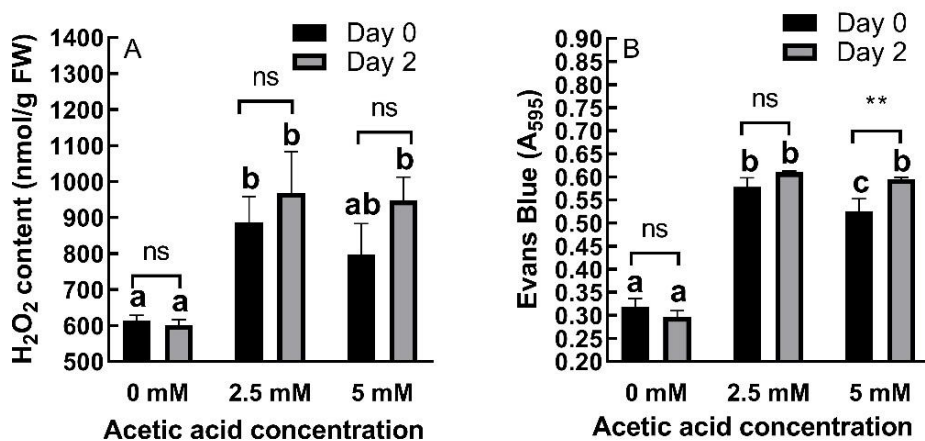 A
Day 0
Day 2
H₂O₂ content (nmol/g FW)
1400
1300
1200
1100
1000
900
800
700
600
500
ns
ns
ns
a
a
b
b
ab
b
0 mM
2.5 mM
5 mM
Acetic acid concentration
B
Day 0
Day 2
Evans Blue (A₅₉₅)
0.90
0.85
0.80
0.75
0.70
0.65
0.60
0.55
0.50
0.45
0.40
0.35
0.30
0.25
0.20
ns
ns
**
a
a
b
b
c
b
0 mM
2.5 mM
5 mM
Acetic acid concentration